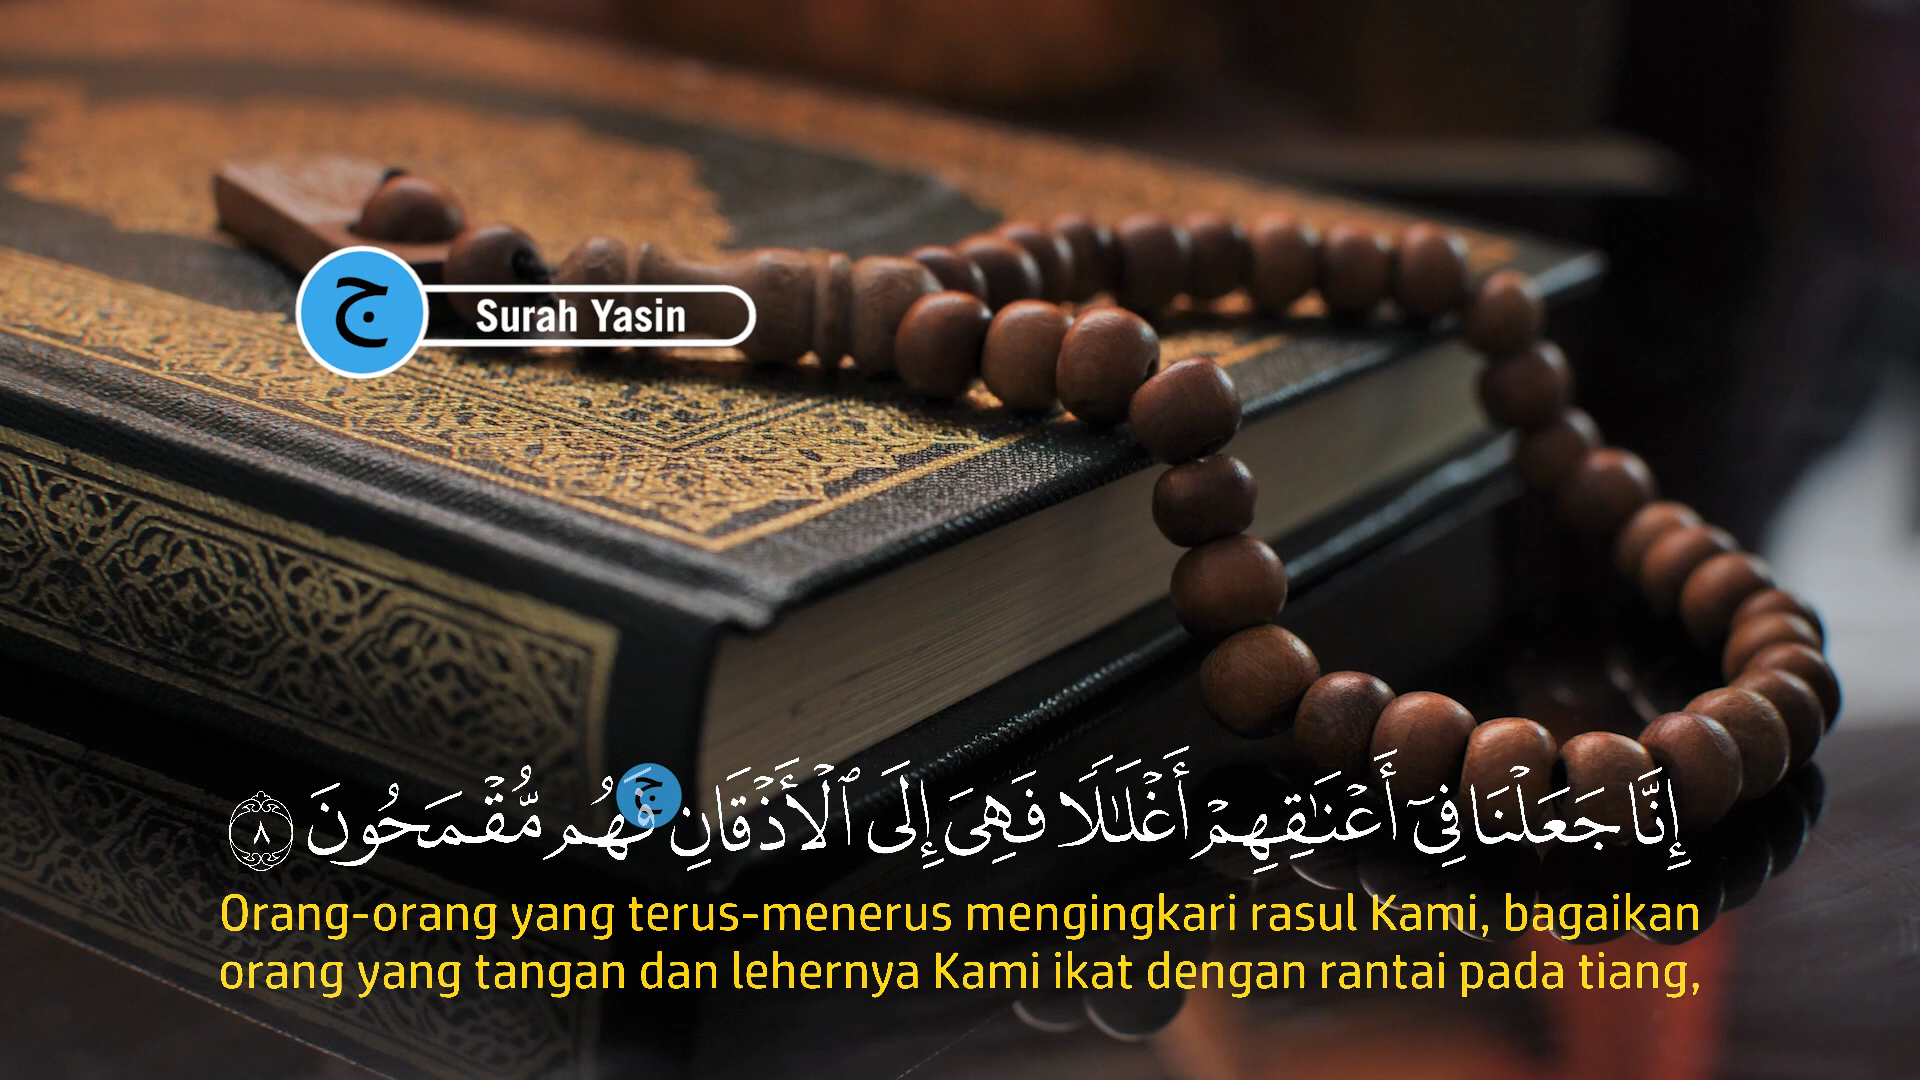 ج
Surah Yasin
إِنَّا جَعَلْنَا فِىٓ أَعْنَـٰقِهِمْ أَغْلَـٰلًا فَهِىَ إِلَى ٱلْأَذْقَانِ فَهُم مُّقْمَحُونَ ٨
ج
Orang-orang yang terus-menerus mengingkari rasul Kami, bagaikan
orang yang tangan dan lehernya Kami ikat dengan rantai pada tiang,